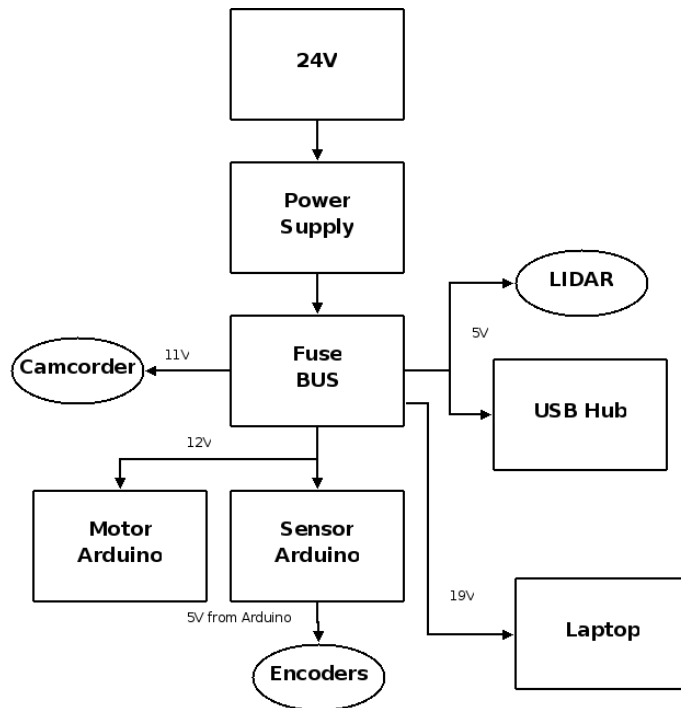 24V
Power
Supply
LIDAR
5V
Fuse
BUS
11V
Camcorder
USB Hub
12V
Motor
Arduino
Sensor
Arduino
19V
5V from Arduino
Laptop
Encoders